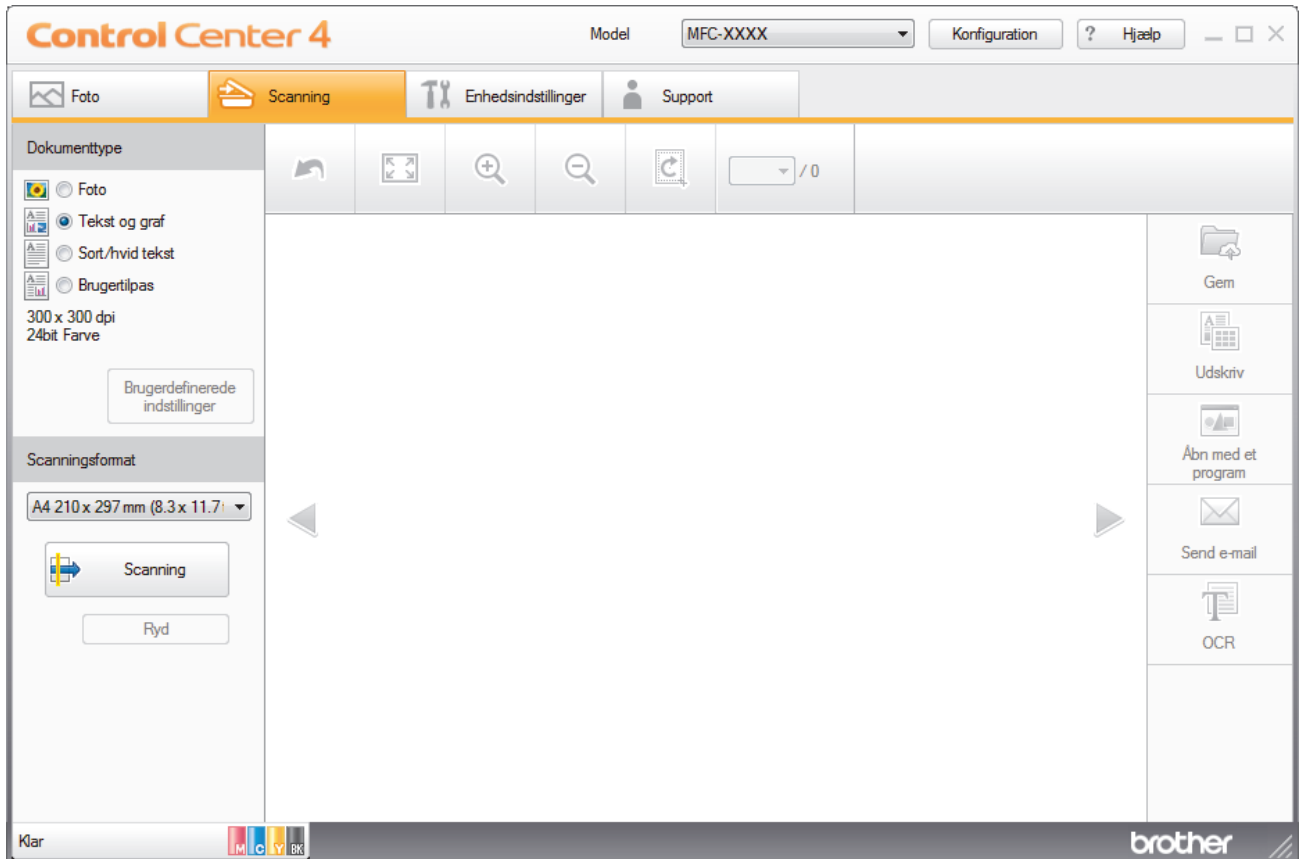 Control Center 4
Model
MFC-XXXX
Konfiguration
? Hjælp
Foto
Scanning
Enhedsindstillinger
Support
Dokumenttype
Foto
Tekst og graf
Sort/hvid tekst
Brugertilpas
300 x 300 dpi
24bit Farve
Brugerdefinerede
indstillinger
Scanningsformat
A4 210 x 297 mm (8.3 x 11.7
Scanning
Ryd
/ 0
Gem
Udskriv
Åbn med et
program
Send e-mail
OCR
Klar
M C Y BK
brother